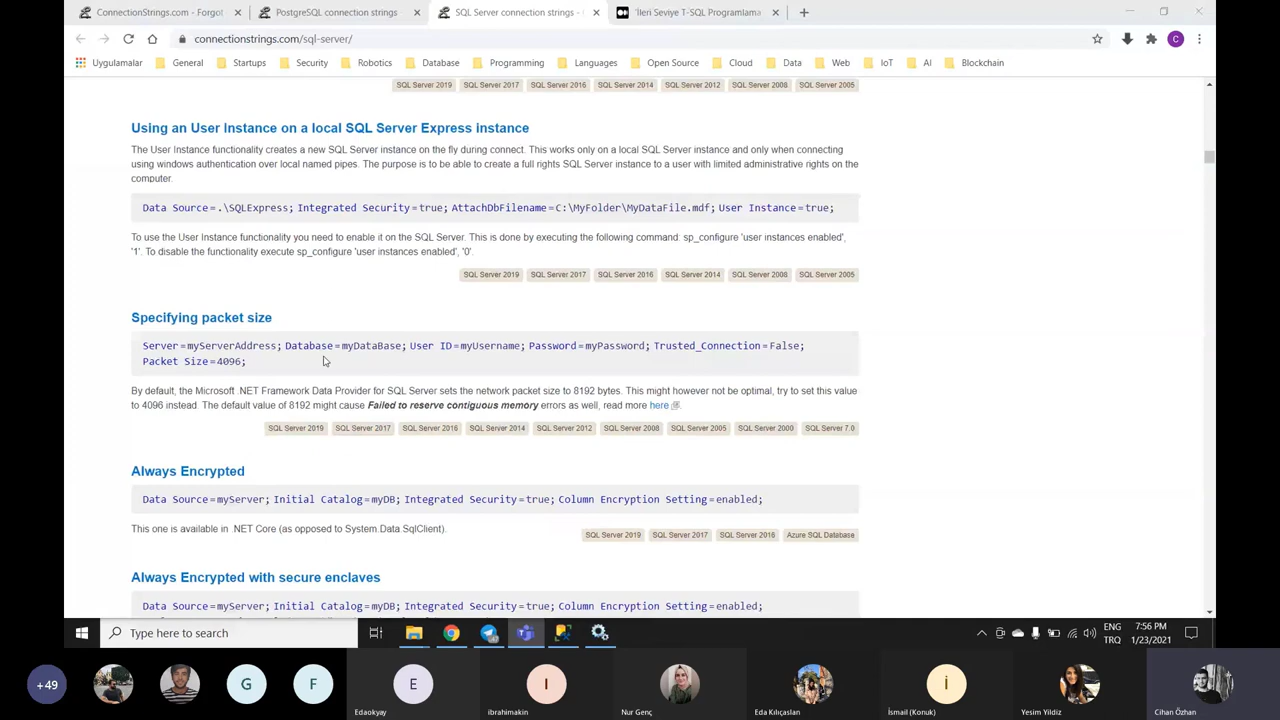 ConnectionStrings.com - Forgot
PostgreSQL connection strings -
SQL Server connection strings -
'İleri Seviye T-SQL Programlama
connectionstrings.com/sql-server/
C
Uygulamalar
General
Startups
Security
Robotics
Database
Programming
Languages
Open Source
Cloud
Data
Web
IoT
AI
Blockchain
SQL Server 2019 SQL Server 2017 SQL Server 2016 SQL Server 2014 SQL Server 2012 SQL Server 2008 SQL Server 2005
Using an User Instance on a local SQL Server Express instance
The User Instance functionality creates a new SQL Server instance on the fly during connect. This works only on a local SQL Server instance and only when connecting
using windows authentication over local named pipes. The purpose is to be able to create a full rights SQL Server instance to a user with limited administrative rights on the
computer.
Data Source=.\SQLExpress; Integrated Security=true; AttachDbFilename=C:\MyFolder\MyDataFile.mdf; User Instance=true;
To use the User Instance functionality you need to enable it on the SQL Server. This is done by executing the following command: sp_configure 'user instances enabled',
'1'. To disable the functionality execute sp_configure 'user instances enabled', '0'.
SQL Server 2019 SQL Server 2017 SQL Server 2016 SQL Server 2014 SQL Server 2008 SQL Server 2005
Specifying packet size
Server=myServerAddress; Database=myDataBase; User ID=myUsername; Password=myPassword; Trusted_Connection=False;
Packet Size=4096;
By default, the Microsoft .NET Framework Data Provider for SQL Server sets the network packet size to 8192 bytes. This might however not be optimal, try to set this value
to 4096 instead. The default value of 8192 might cause Failed to reserve contiguous memory errors as well, read more here.
SQL Server 2019 SQL Server 2017 SQL Server 2016 SQL Server 2014 SQL Server 2012 SQL Server 2008 SQL Server 2005 SQL Server 2000 SQL Server 7.0
Always Encrypted
Data Source=myServer; Initial Catalog=myDB; Integrated Security=true; Column Encryption Setting=enabled;
This one is available in .NET Core (as opposed to System.Data.SqlClient).
SQL Server 2019 SQL Server 2017 SQL Server 2016 Azure SQL Database
Always Encrypted with secure enclaves
Data Source=myServer; Initial Catalog=myDB; Integrated Security=true; Column Encryption Setting=enabled;
Type here to search
ENG
TRQ
7:56 PM
1/23/2021
+49
G
F
E
Edaokyay
I
ibrahimakin
Nur Genç
Eda Kılıçaslan
İ
İsmail (Konuk)
Yesim Yildiz
Cihan Özhan